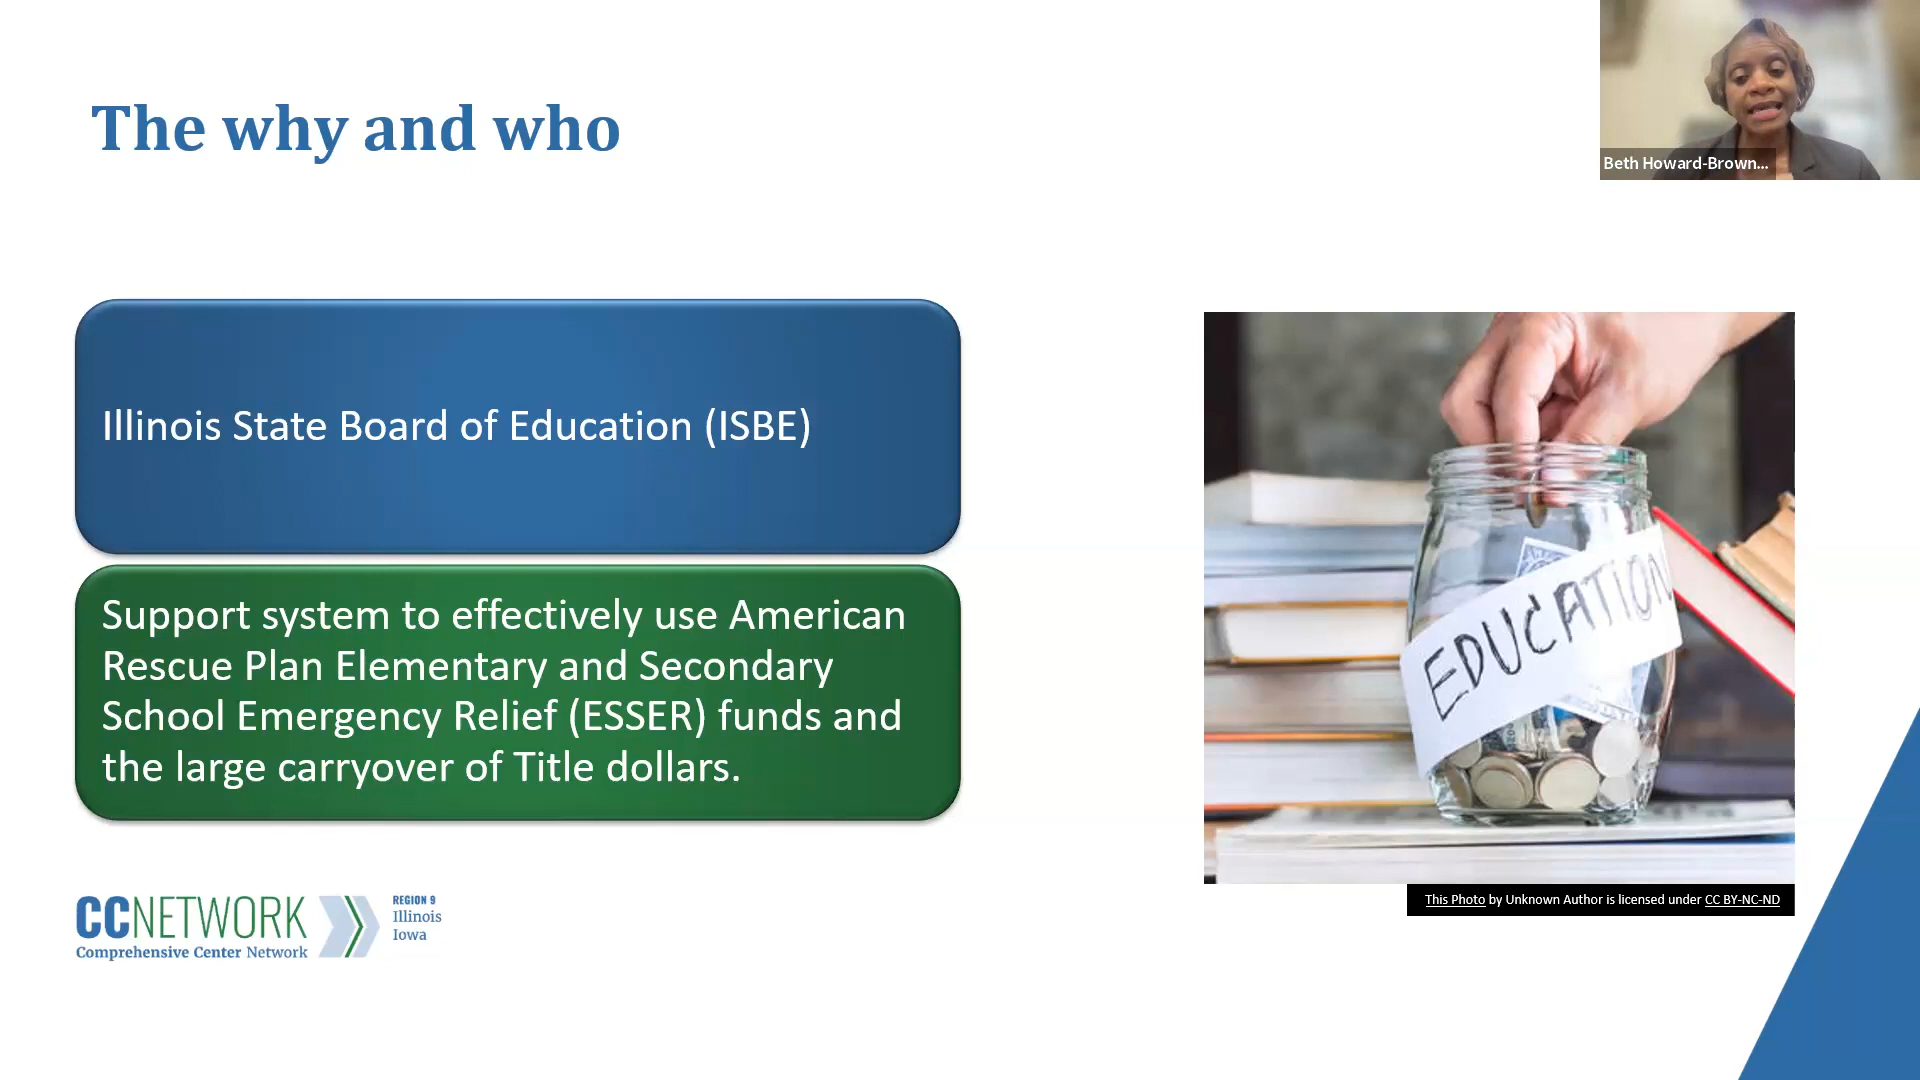 The why and who
Beth Howard-Brown...
Illinois State Board of Education (ISBE)
Support system to effectively use American
Rescue Plan Elementary and Secondary
School Emergency Relief (ESSER) funds and
the large carryover of Title dollars.
EDUCATION
This Photo by Unknown Author is licensed under CC BY-NC-ND
CCNETWORK
Comprehensive Center Network
REGION 9
Illinois
Iowa